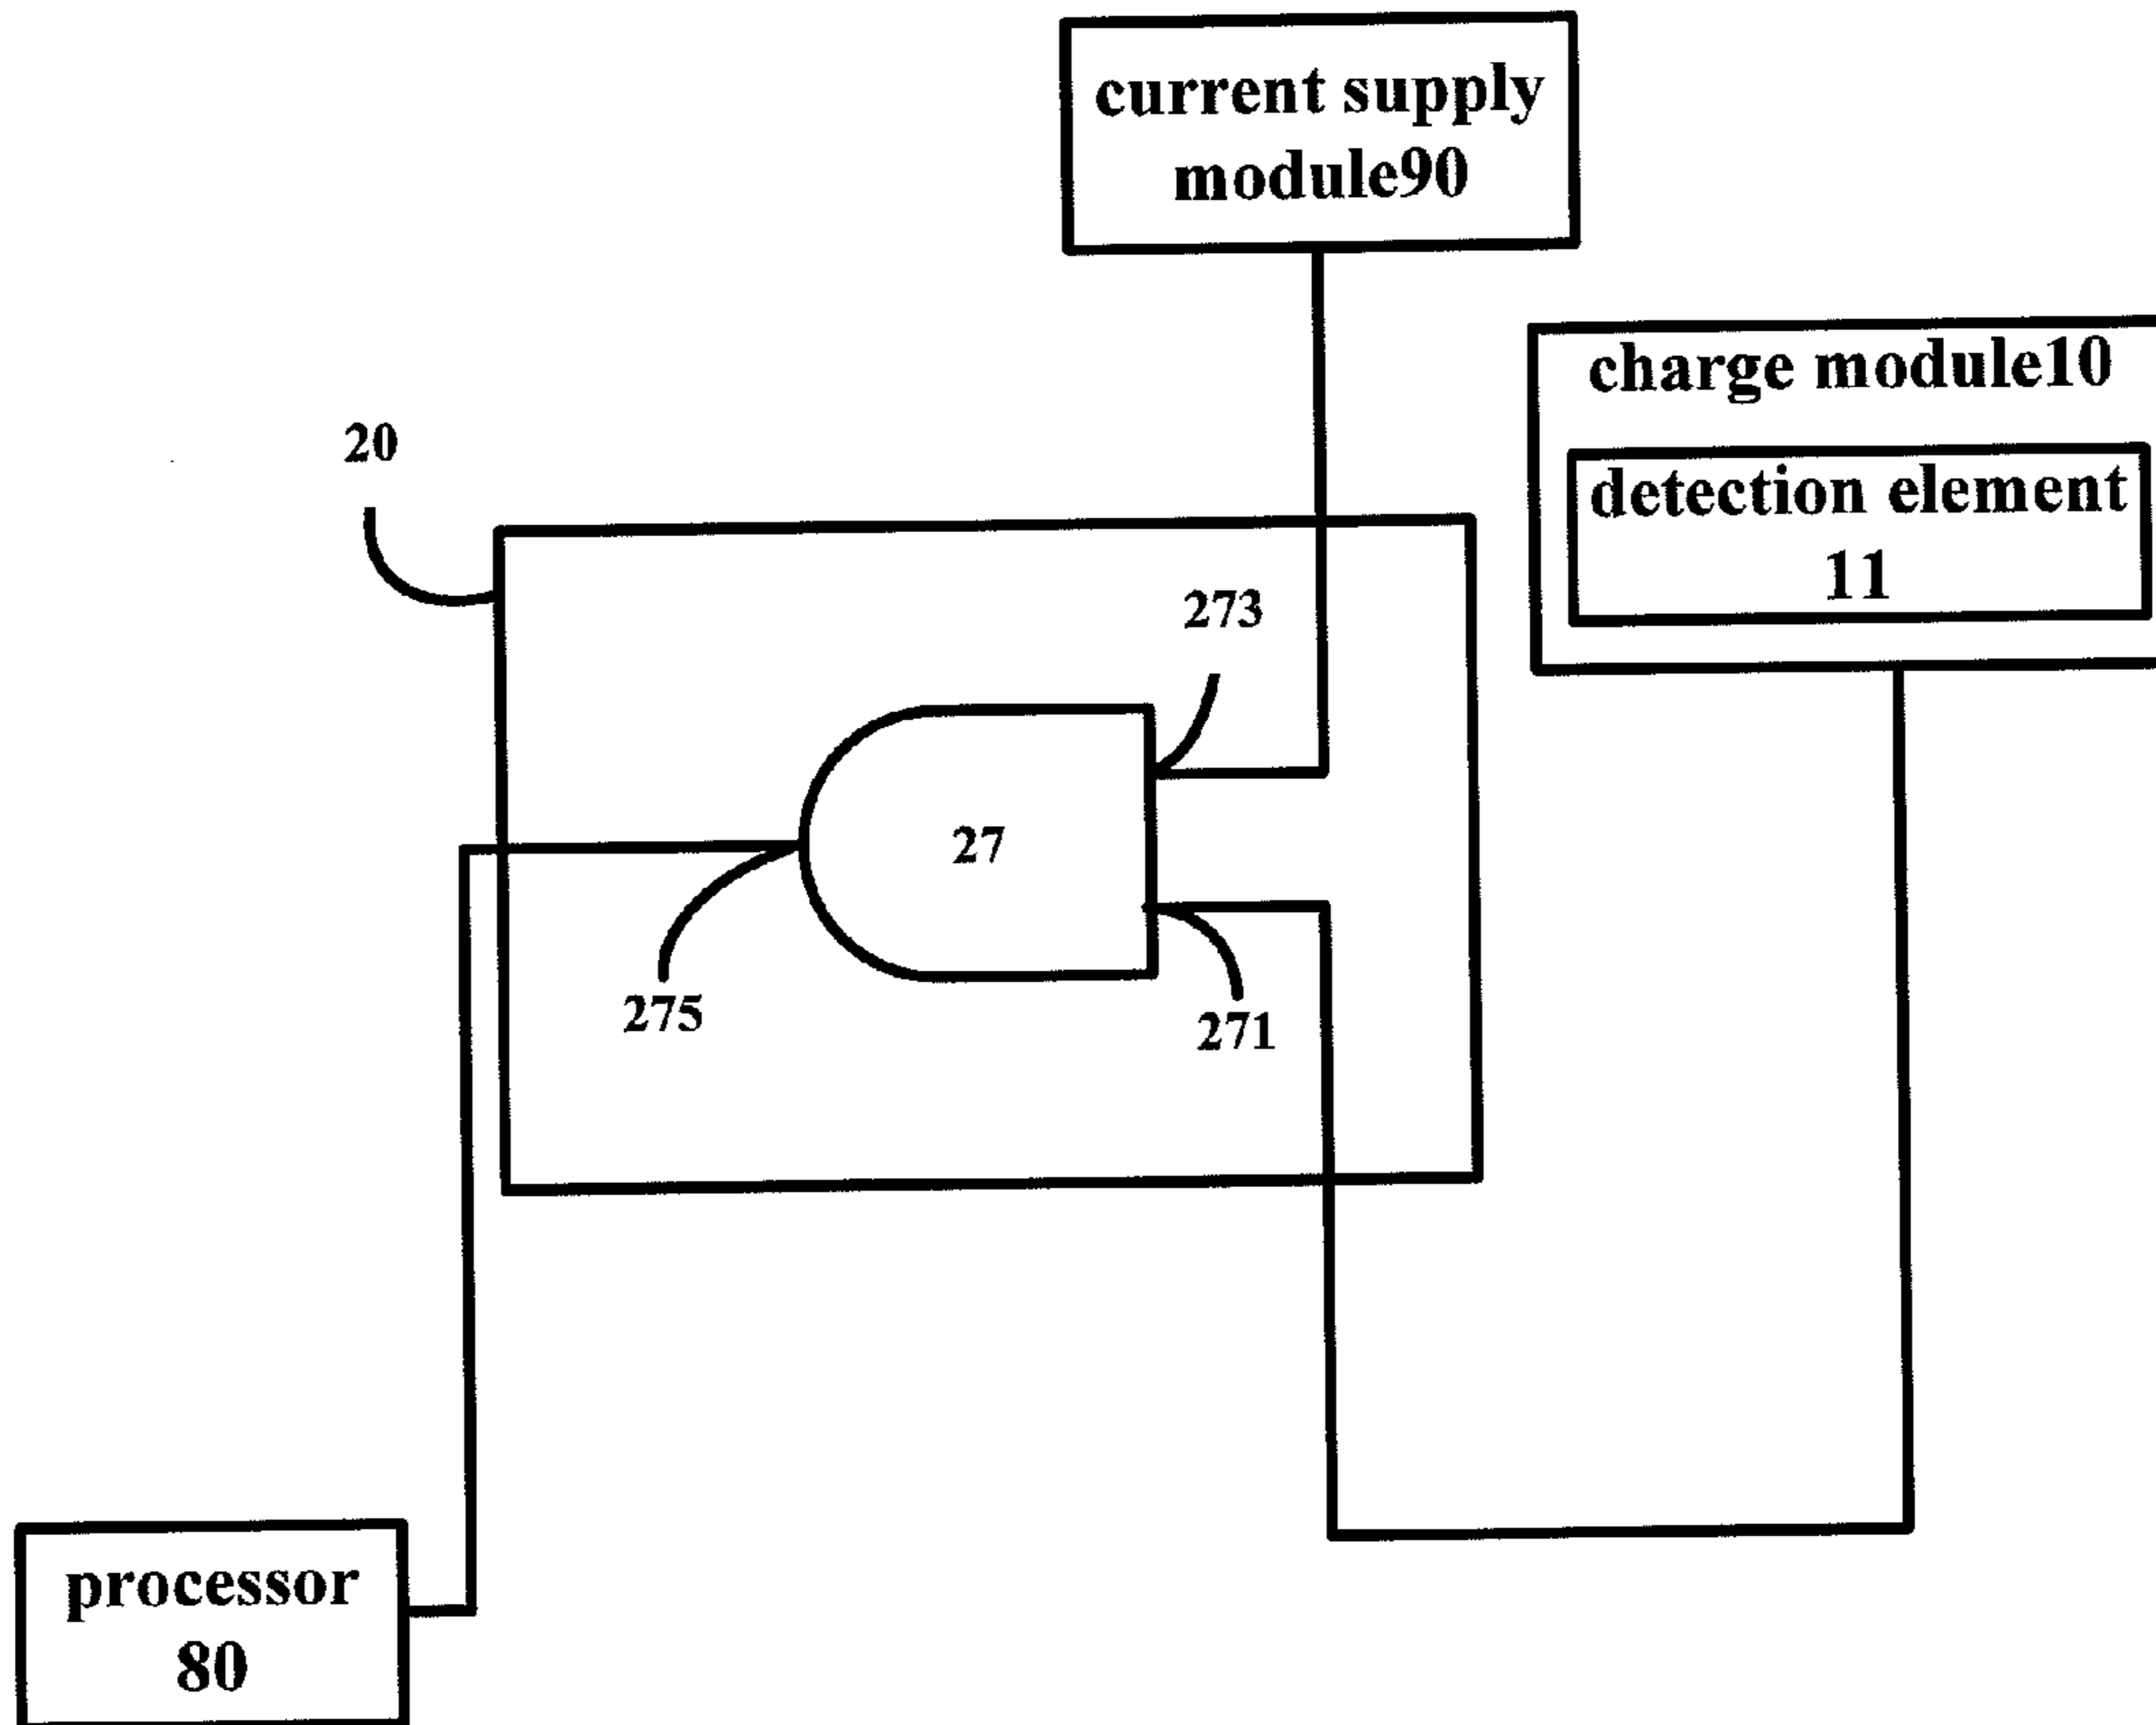 current supply
module90
charge module10
detection element
11
20
273
27
275
271
processor
80